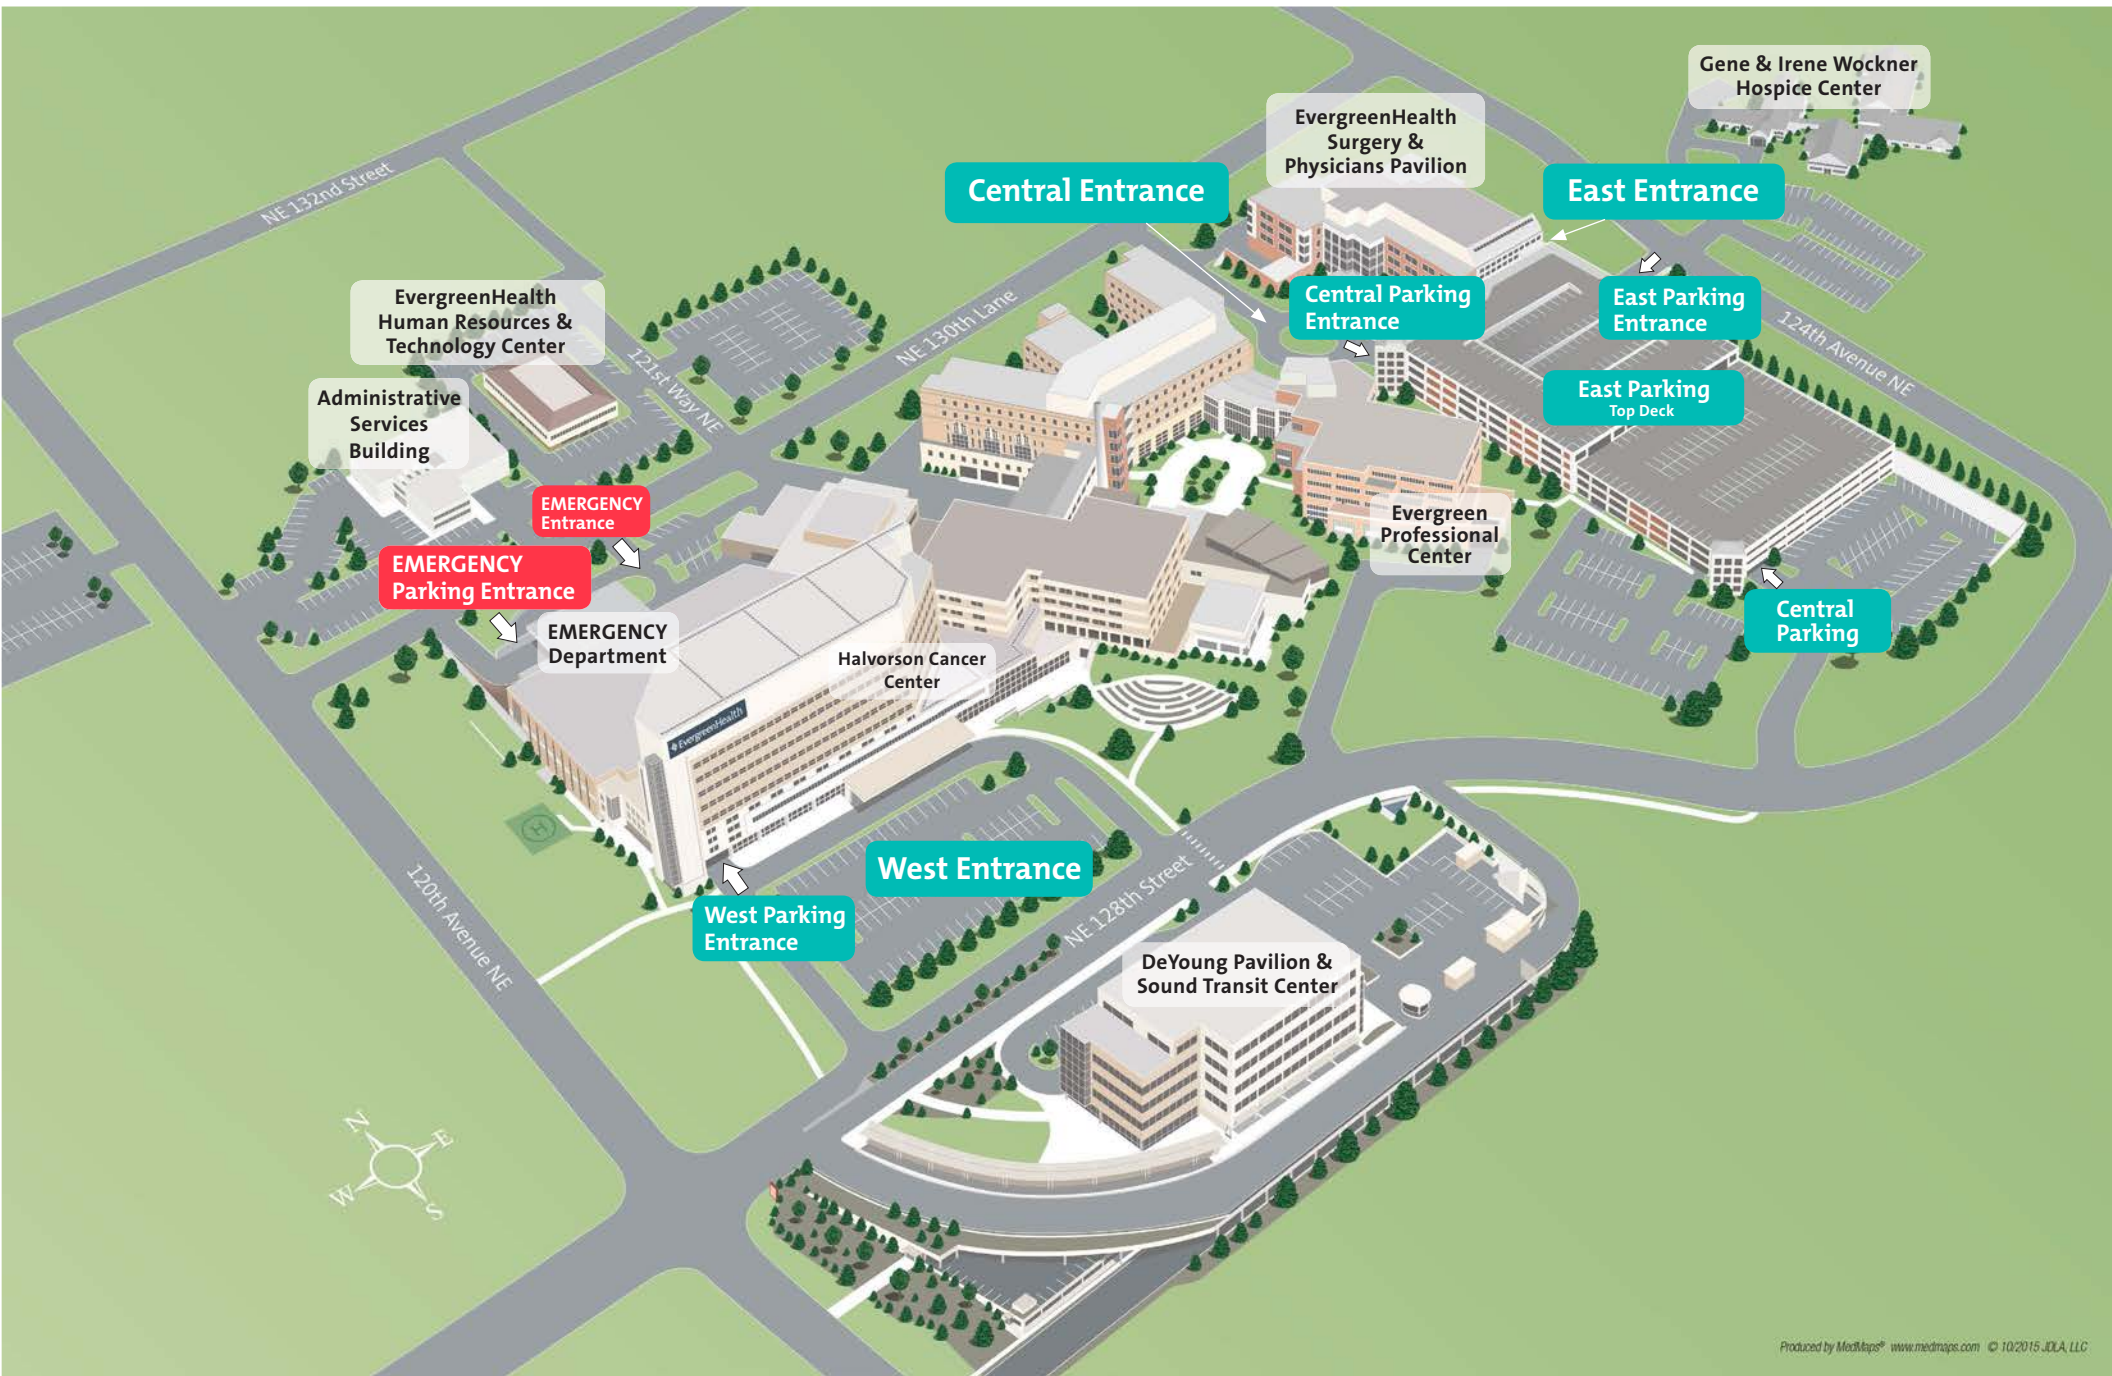 Gene & Irene Wockner
Hospice Center
EvergreenHealth
Surgery &
Physicians Pavilion
Central Entrance
East Entrance
NE 132nd Street
EvergreenHealth
Human Resources &
Technology Center
Central Parking
Entrance
East Parking
Entrance
NE 130th Lane
124th Avenue NE
121st Way NE
Administrative
Services
Building
East Parking
Top Deck
EMERGENCY
Entrance
EMERGENCY
Parking Entrance
Evergreen
Professional
Center
EMERGENCY
Department
Central
Parking
Halvorson Cancer
Center
EvergreenHealth
H
West Entrance
120th Avenue NE
West Parking
Entrance
NE 128th Street
DeYoung Pavilion &
Sound Transit Center
N
E
W
S
Produced by MedMaps® www.medmaps.com © 10/2015 JDLA, LLC